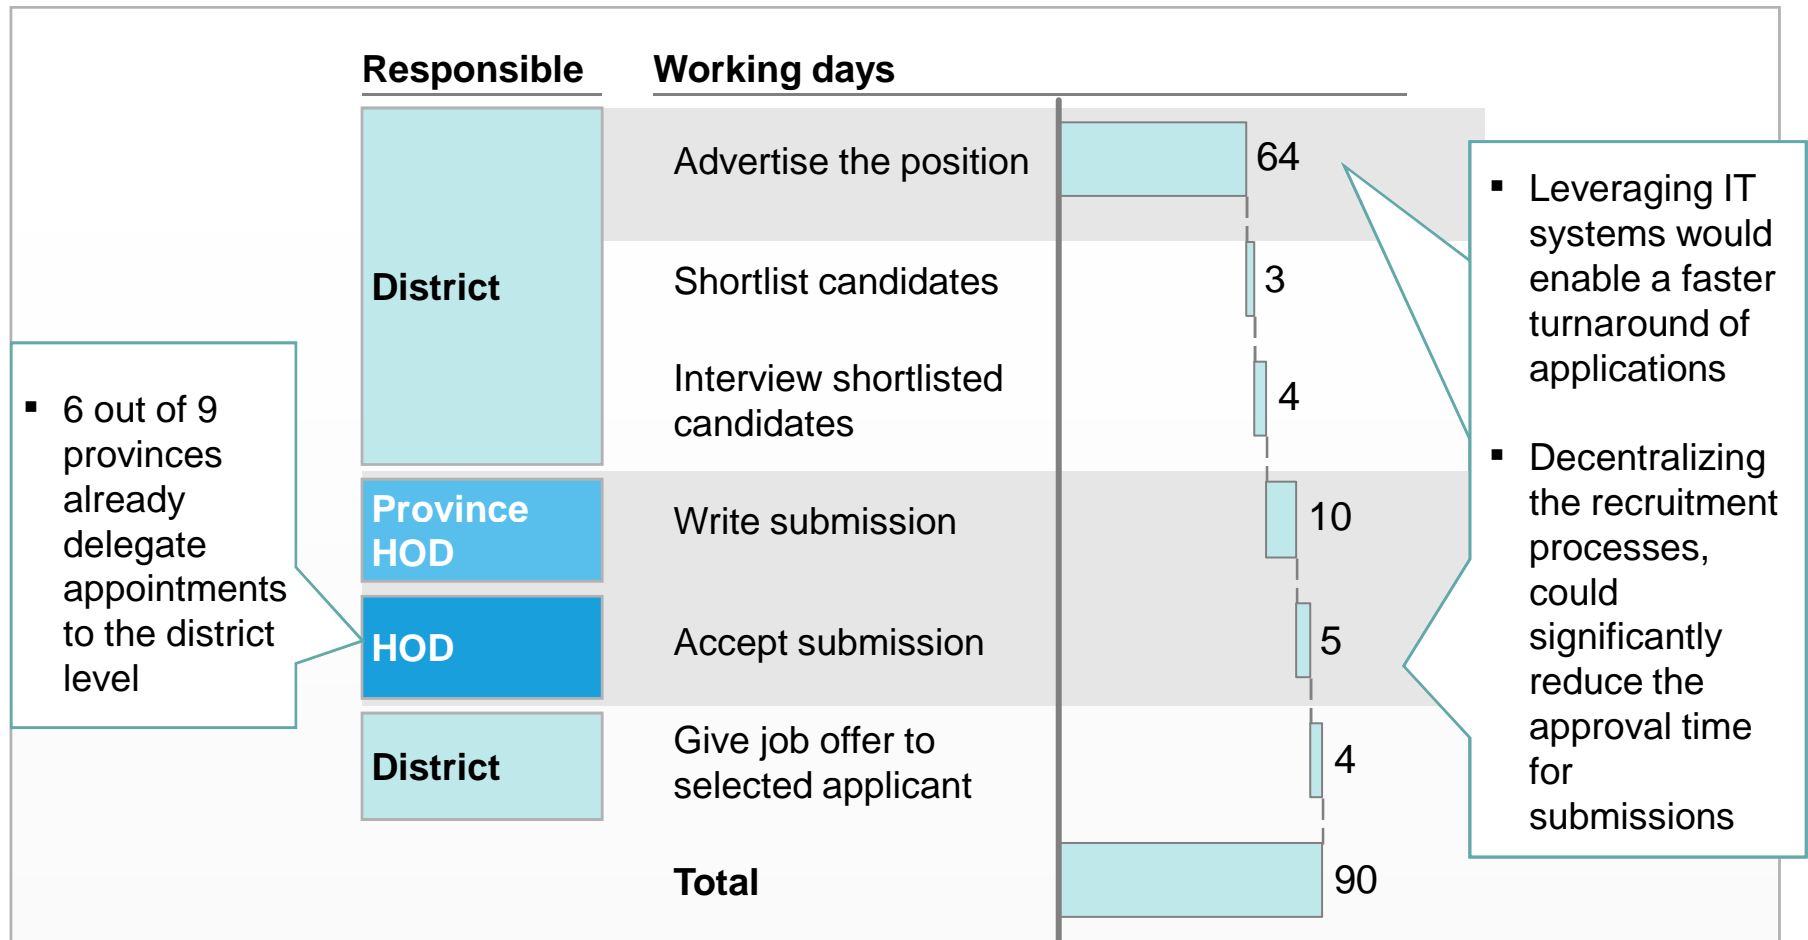 Responsible
Working days
District
Advertise the position
64
Shortlist candidates
3
Interview shortlisted
candidates
4
Province
HOD
Write submission
10
HOD
Accept submission
5
District
Give job offer to
selected applicant
4
Total
90
▪ 6 out of 9
provinces
already
delegate
appointments
to the district
level
▪ Leveraging IT
systems would
enable a faster
turnaround of
applications
▪ Decentralizing
the recruitment
processes,
could
significantly
reduce the
approval time
for
submissions